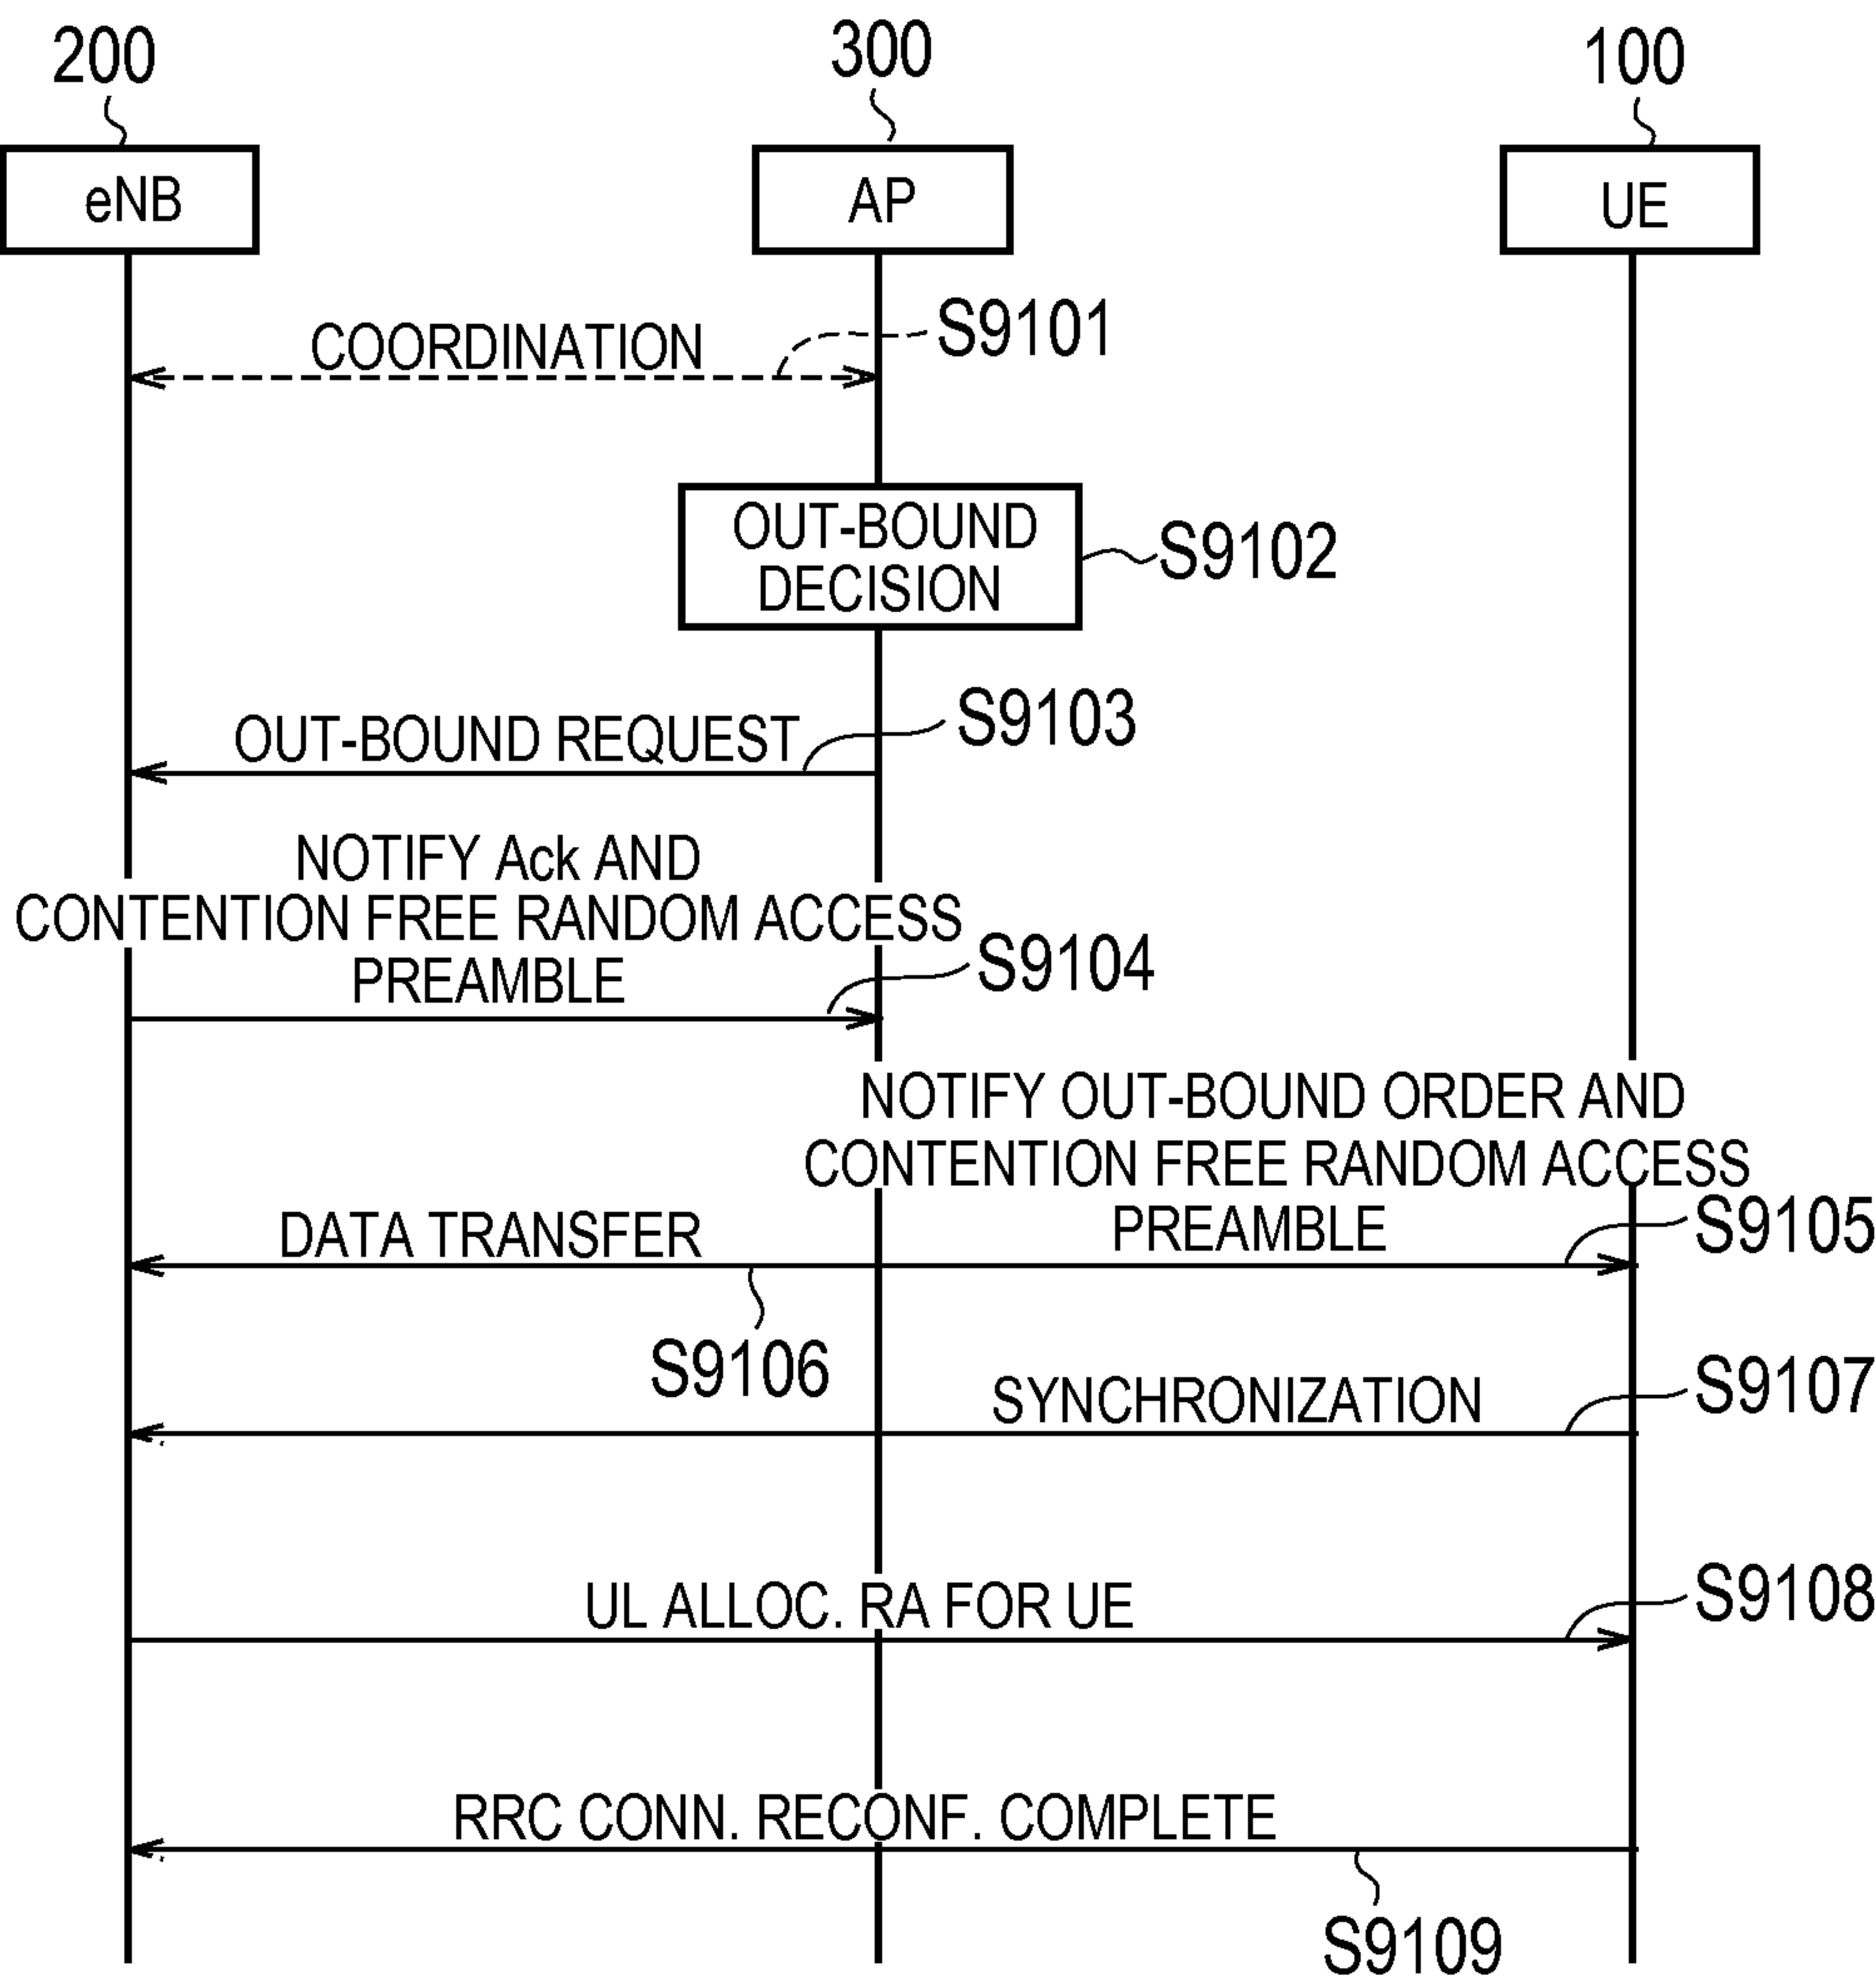 200
300
100
eNB
AP
UE
COORDINATION
S9101
OUT-BOUND
DECISION
S9102
OUT-BOUND REQUEST
S9103
NOTIFY Ack AND
CONTENTION FREE RANDOM ACCESS
PREAMBLE
S9104
NOTIFY OUT-BOUND ORDER AND
CONTENTION FREE RANDOM ACCESS
PREAMBLE
S9105
DATA TRANSFER
S9106
SYNCHRONIZATION
S9107
UL ALLOC. RA FOR UE
S9108
RRC CONN. RECONF. COMPLETE
S9109